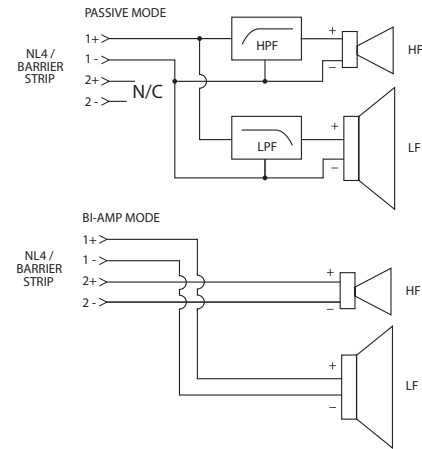 PASSIVE MODE
NL4 /
BARRIER
STRIP
1+
1 -
2+
2 -
N/C
HPF
+
−
HF
LPF
+
−
LF
BI-AMP MODE
NL4 /
BARRIER
STRIP
1+
1 -
2+
2 -
+
−
HF
+
−
LF